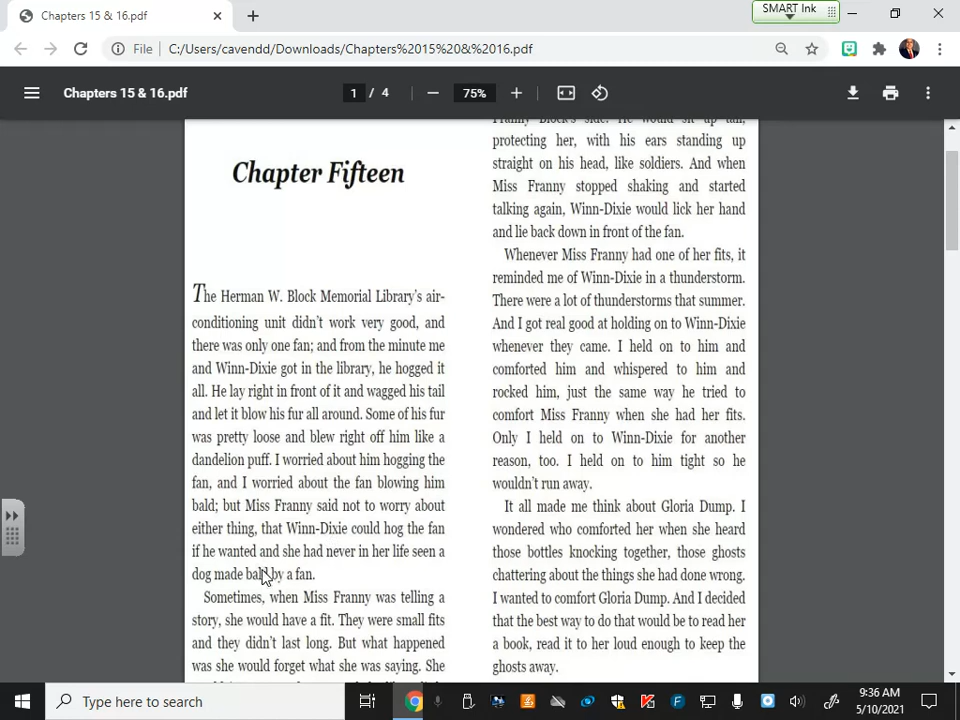 Chapters 15 & 16.pdf
SMART Ink
File
C:/Users/cavendd/Downloads/Chapters%2015%20&%2016.pdf
Chapters 15 & 16.pdf
1 / 4
75%
Chapter Fifteen
The Herman W. Block Memorial Library's air-
conditioning unit didn't work very good, and
there was only one fan; and from the minute me
and Winn-Dixie got in the library, he hogged it
all. He lay right in front of it and wagged his tail
and let it blow his fur all around. Some of his fur
was pretty loose and blew right off him like a
dandelion puff. I worried about him hogging the
fan, and I worried about the fan blowing him
bald; but Miss Franny said not to worry about
either thing, that Winn-Dixie could hog the fan
if he wanted and she had never in her life seen a
dog made bald by a fan.
Sometimes, when Miss Franny was telling a
story, she would have a fit. They were small fits
and they didn't last long. But what happened
was she would forget what she was saying. She
Franny Block's side. He would sit up tall,
protecting her, with his ears standing up
straight on his head, like soldiers. And when
Miss Franny stopped shaking and started
talking again, Winn-Dixie would lick her hand
and lie back down in front of the fan.
Whenever Miss Franny had one of her fits, it
reminded me of Winn-Dixie in a thunderstorm.
There were a lot of thunderstorms that summer.
And I got real good at holding on to Winn-Dixie
whenever they came. I held on to him and
comforted him and whispered to him and
rocked him, just the same way he tried to
comfort Miss Franny when she had her fits.
Only I held on to Winn-Dixie for another
reason, too. I held on to him tight so he
wouldn't run away.
It all made me think about Gloria Dump. I
wondered who comforted her when she heard
those bottles knocking together, those ghosts
chattering about the things she had done wrong.
I wanted to comfort Gloria Dump. And I decided
that the best way to do that would be to read her
a book, read it to her loud enough to keep the
ghosts away.
Type here to search
9:36 AM
5/10/2021